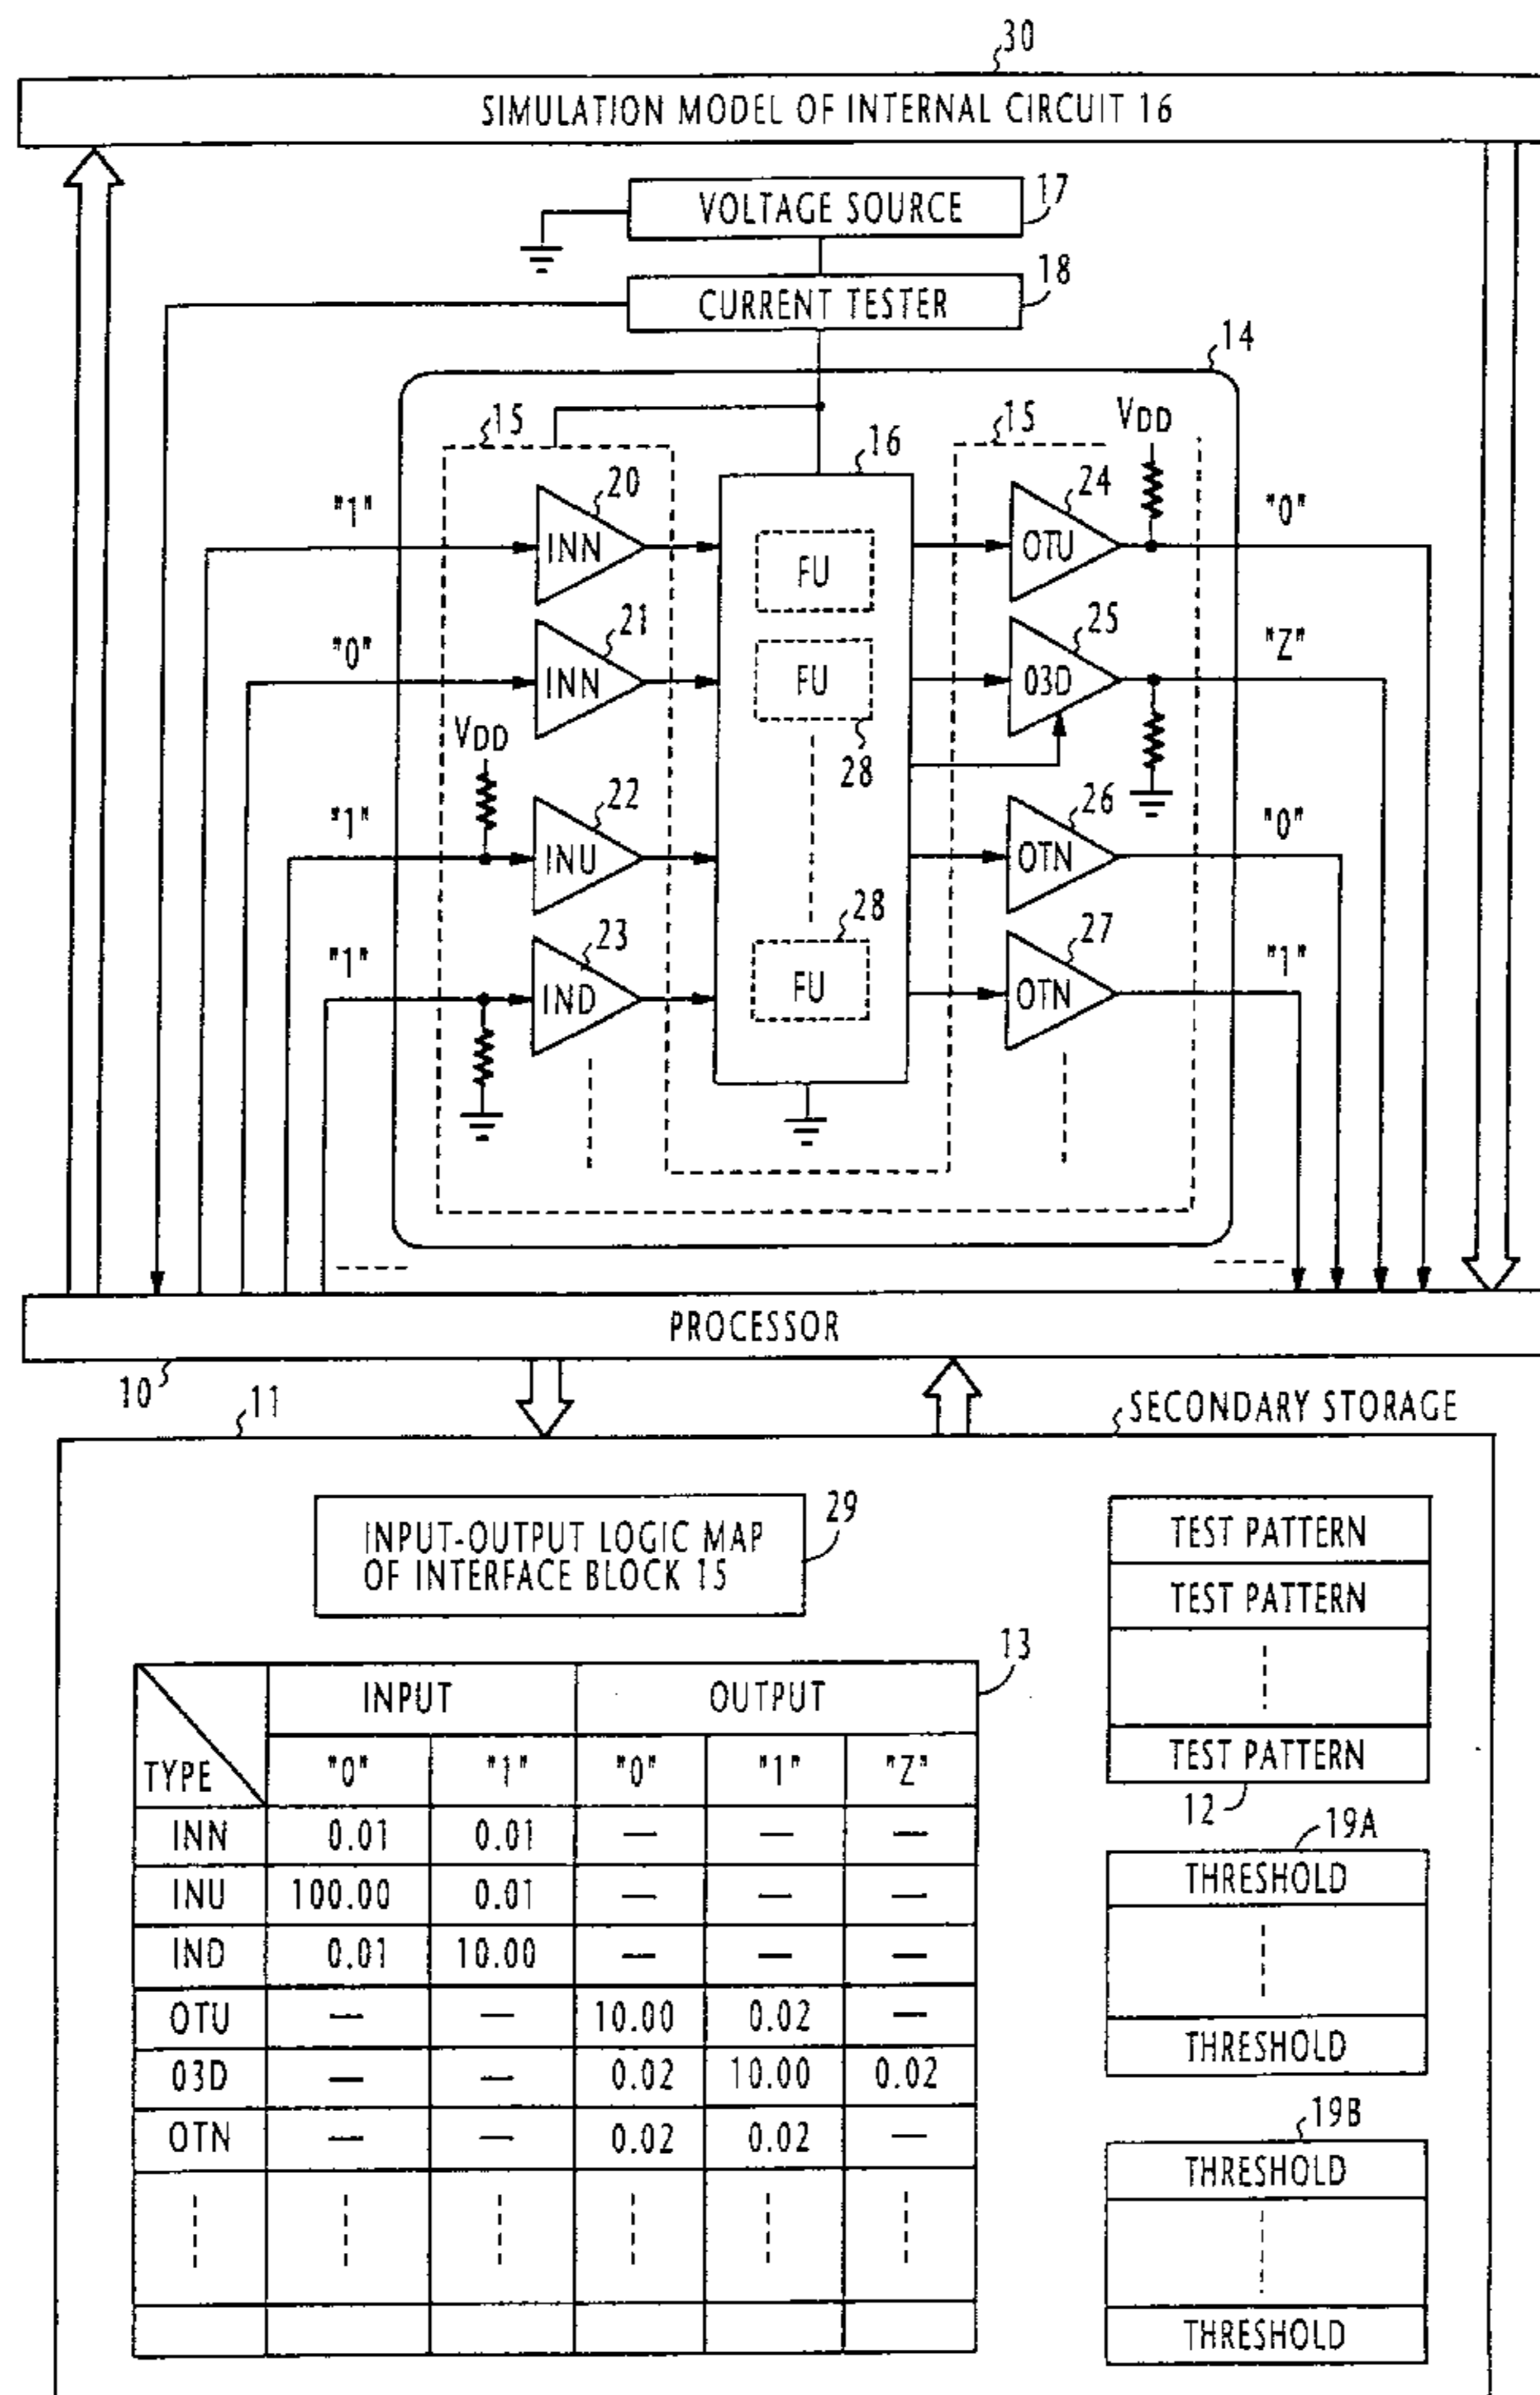 30
SIMULATION MODEL OF INTERNAL CIRCUIT 16
VOLTAGE SOURCE
17
CURRENT TESTER
18
14
15
15
VDD
16
20
24
"1"
INN
FU
OTU
"0"
21
25
"0"
INN
FU
03D
"Z"
VDD
28
22
26
"1"
INU
OTN
"0"
23
28
27
"1"
IND
FU
OTN
"1"
PROCESSOR
10
11
SECONDARY STORAGE
INPUT-OUTPUT LOGIC MAP
OF INTERFACE BLOCK 15
29
TEST PATTERN
TEST PATTERN
TEST PATTERN
12
13
TYPE INPUT OUTPUT
"0" "1" "0" "1" "Z"
INN 0.01 0.01 — — —
INU 100.00 0.01 — — —
IND 0.01 10.00 — — —
OTU — — 10.00 0.02 —
03D — — 0.02 10.00 0.02
OTN — — 0.02 0.02 —
19A
THRESHOLD
THRESHOLD
19B
THRESHOLD
THRESHOLD